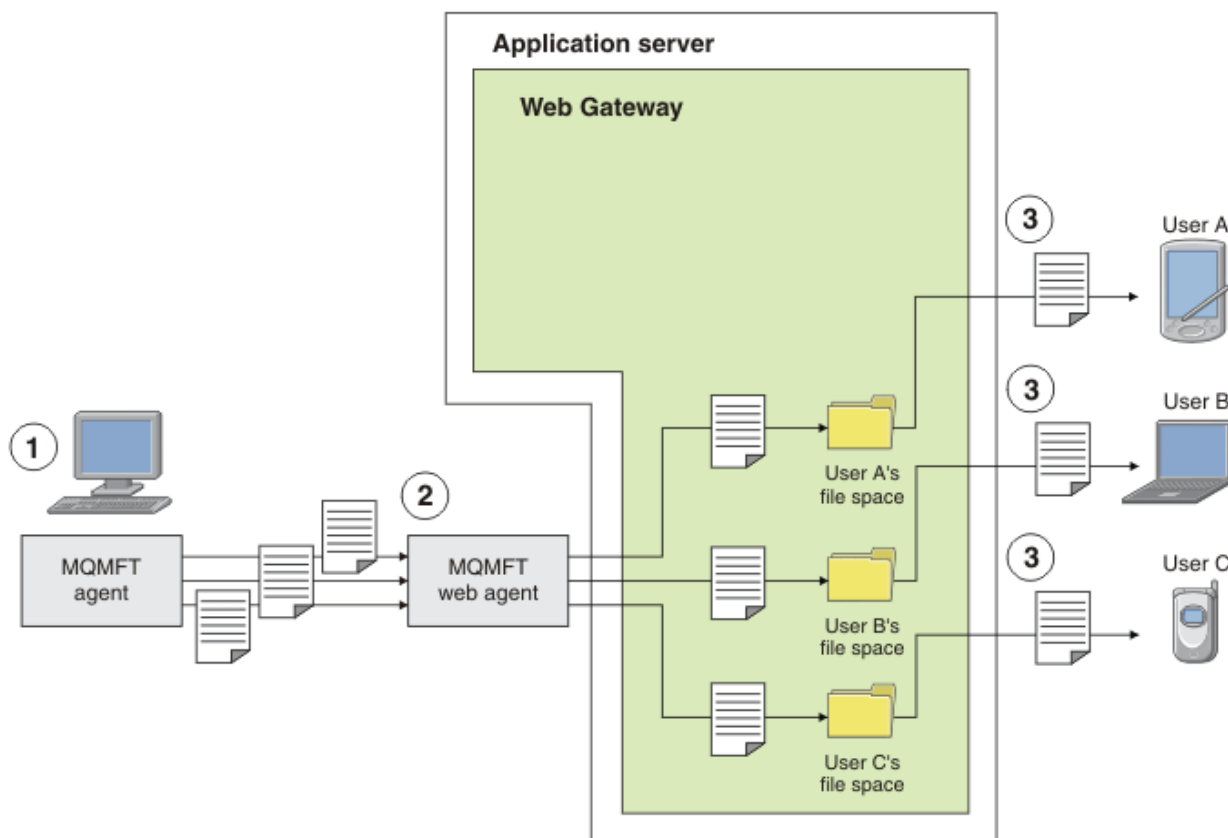 Application server
Web Gateway
3
User A
3
User B
1
2
User A's
file space
3
User C
MQMFT
agent
MQMFT
web agent
User B's
file space
User C's
file space